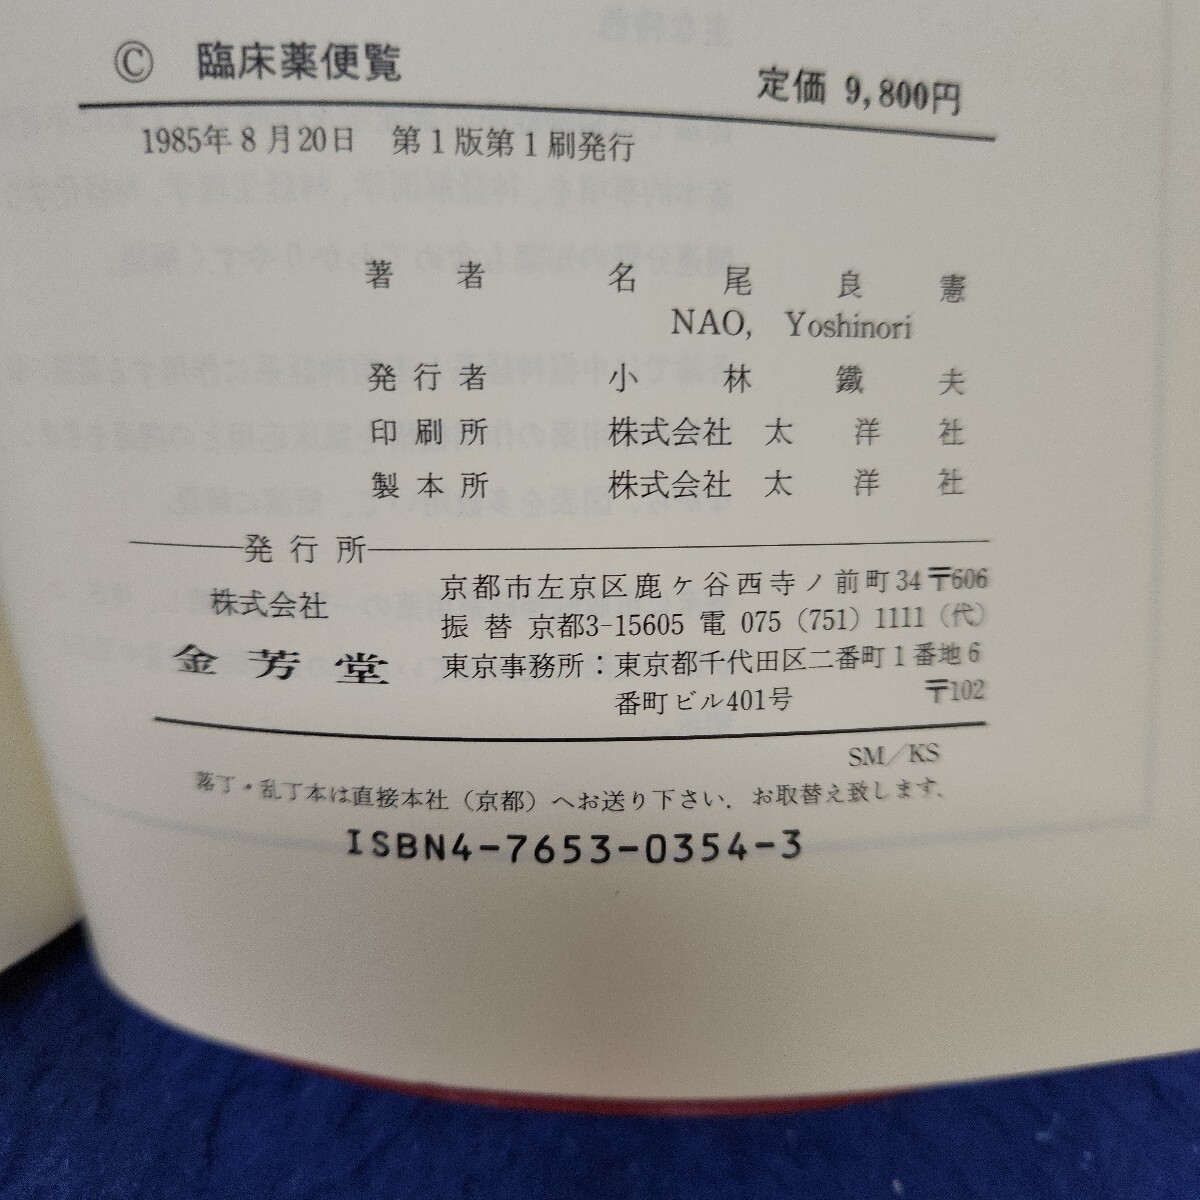 © 臨床薬便覧
定価 9,800円
1985年8月20日 第1版第1刷発行
著者 名尾良憲
NAO, Yoshinori
発行者 小林鐵夫
印刷所 株式会社 太洋社
製本所 株式会社 太洋社
発行所
株式会社
金芳堂
京都市左京区鹿ヶ谷西寺ノ前町34〒606
振替 京都3-15605 電 075 (751) 1111 (代)
東京事務所:東京都千代田区二番町1番地6
番町ビル401号 〒102
SM/KS
落丁・乱丁本は直接本社(京都)へお送り下さい.お取替え致します.
ISBN4-7653-0354-3